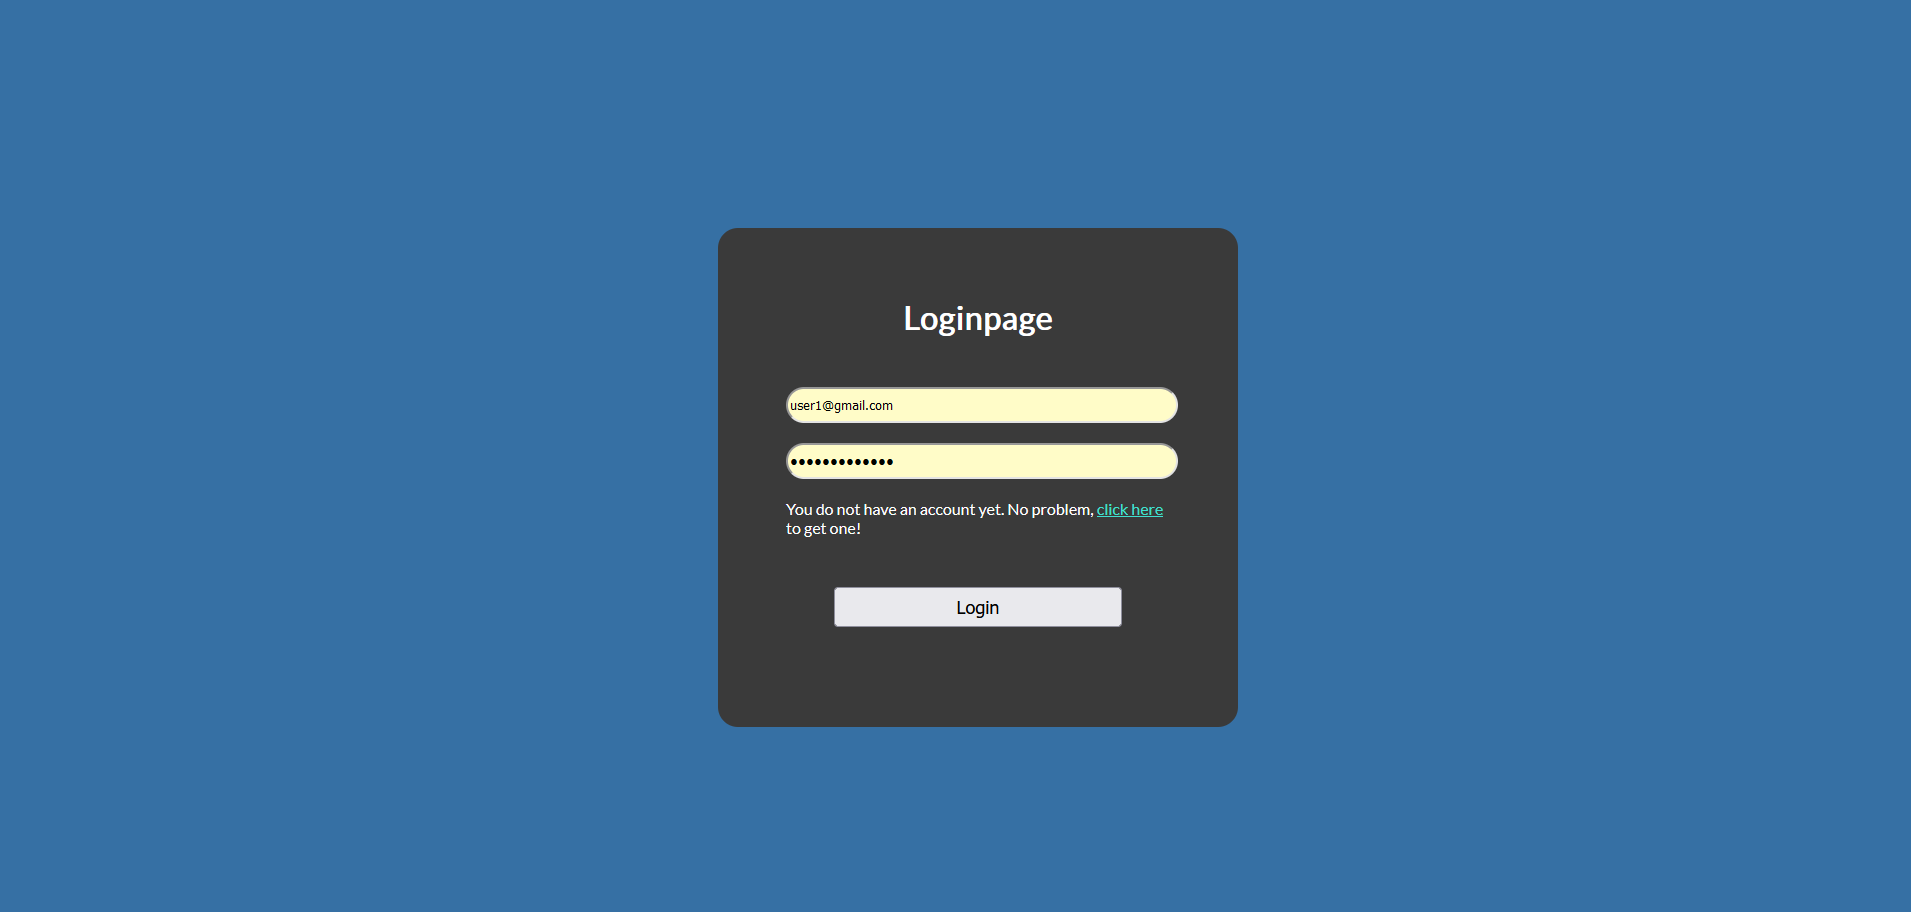 Loginpage
user1@gmail.com
•••••••••••••
You do not have an account yet. No problem, click here
to get one!
Login